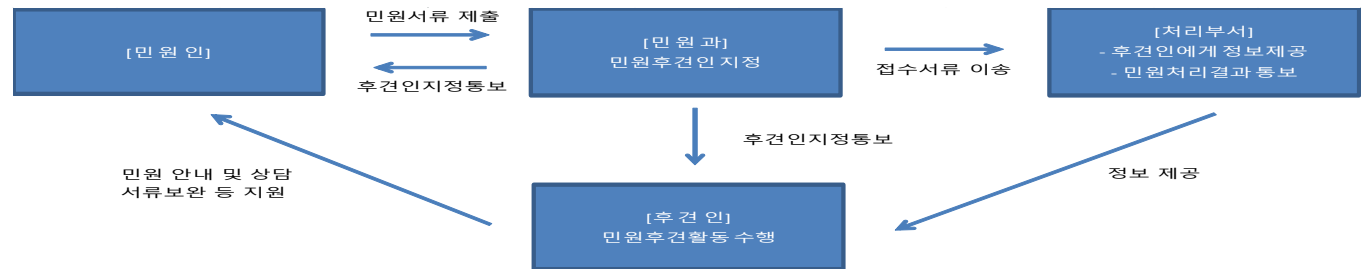 민원서류 제출
[민원인]
후견인지정통보
[민원과]
민원후견인지정
접수서류 이송
[처리부서]
- 후견인에게 정보제공
- 민원처리결과 통보
민원 안내 및 상담
서류보완 등 지원
후견인지정통보
정보 제공
[후견인]
민원후견활동 수행